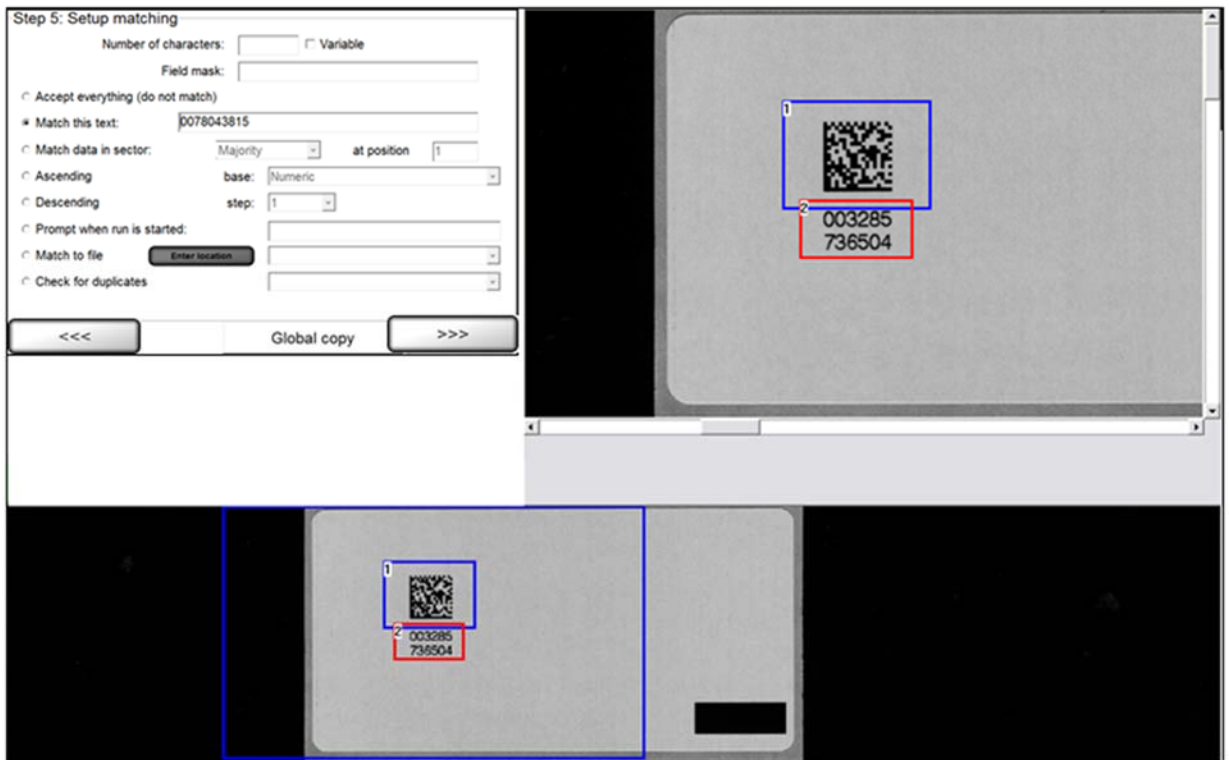 Step 5: Setup matching
Number of characters:
Variable
Field mask:
Accept everything (do not match)
Match this text: 0078043815
Match data in sector: Majority at position 1
Ascending base: Numeric
Descending step: 1
Prompt when run is started:
Match to file Enter location
Check for duplicates
<<< Global copy >>>
1
2
003285
736504
1
2
003285
736504